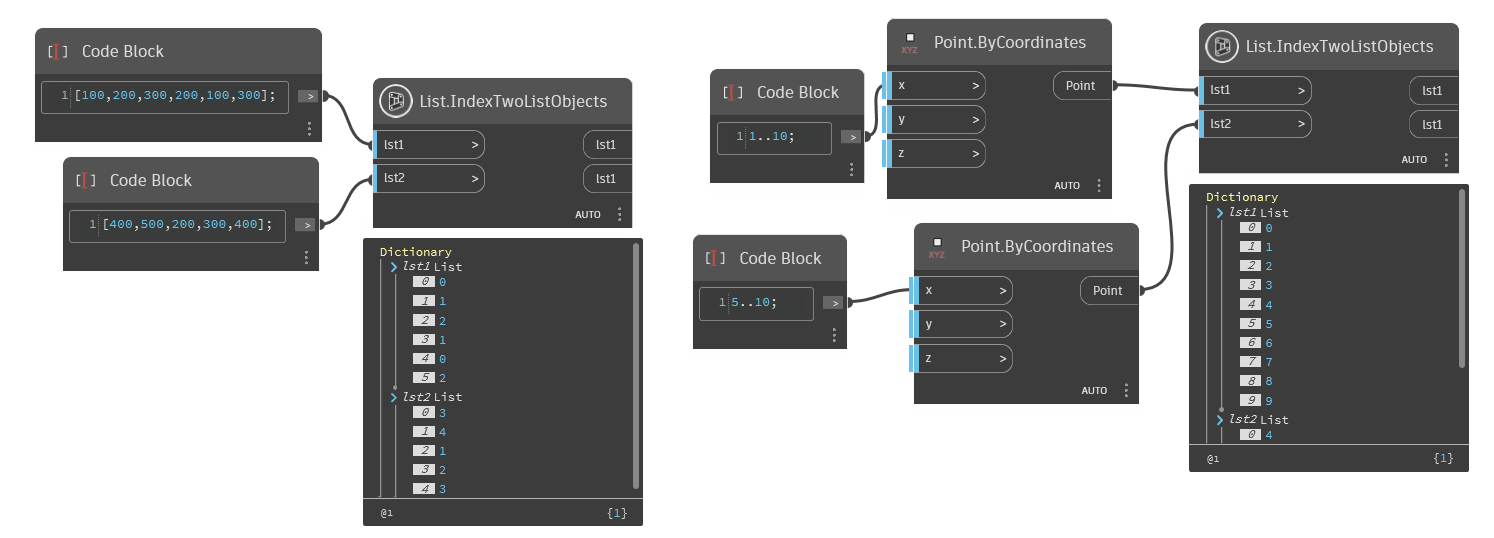 Code Block
1 [100,200,300,200,100,300];
>
Code Block
1 [400,500,200,300,400];
>
List.IndexTwoListObjects
lst1 > lst1
lst2 > lst1
AUTO
Dictionary
lst1 List
0 0
1 1
2 2
3 1
4 0
5 2
lst2 List
0 3
1 4
2 1
3 2
4 3
@1 {1}
Code Block
1 1..10;
>
XYZ
Point.ByCoordinates
x > Point
y >
z >
AUTO
Code Block
1 5..10;
>
XYZ
Point.ByCoordinates
x > Point
y >
z >
AUTO
List.IndexTwoListObjects
lst1 > lst1
lst2 > lst1
AUTO
Dictionary
lst1 List
0 0
1 1
2 2
3 3
4 4
5 5
6 6
7 7
8 8
9 9
lst2 List
0 4
@1 {1}